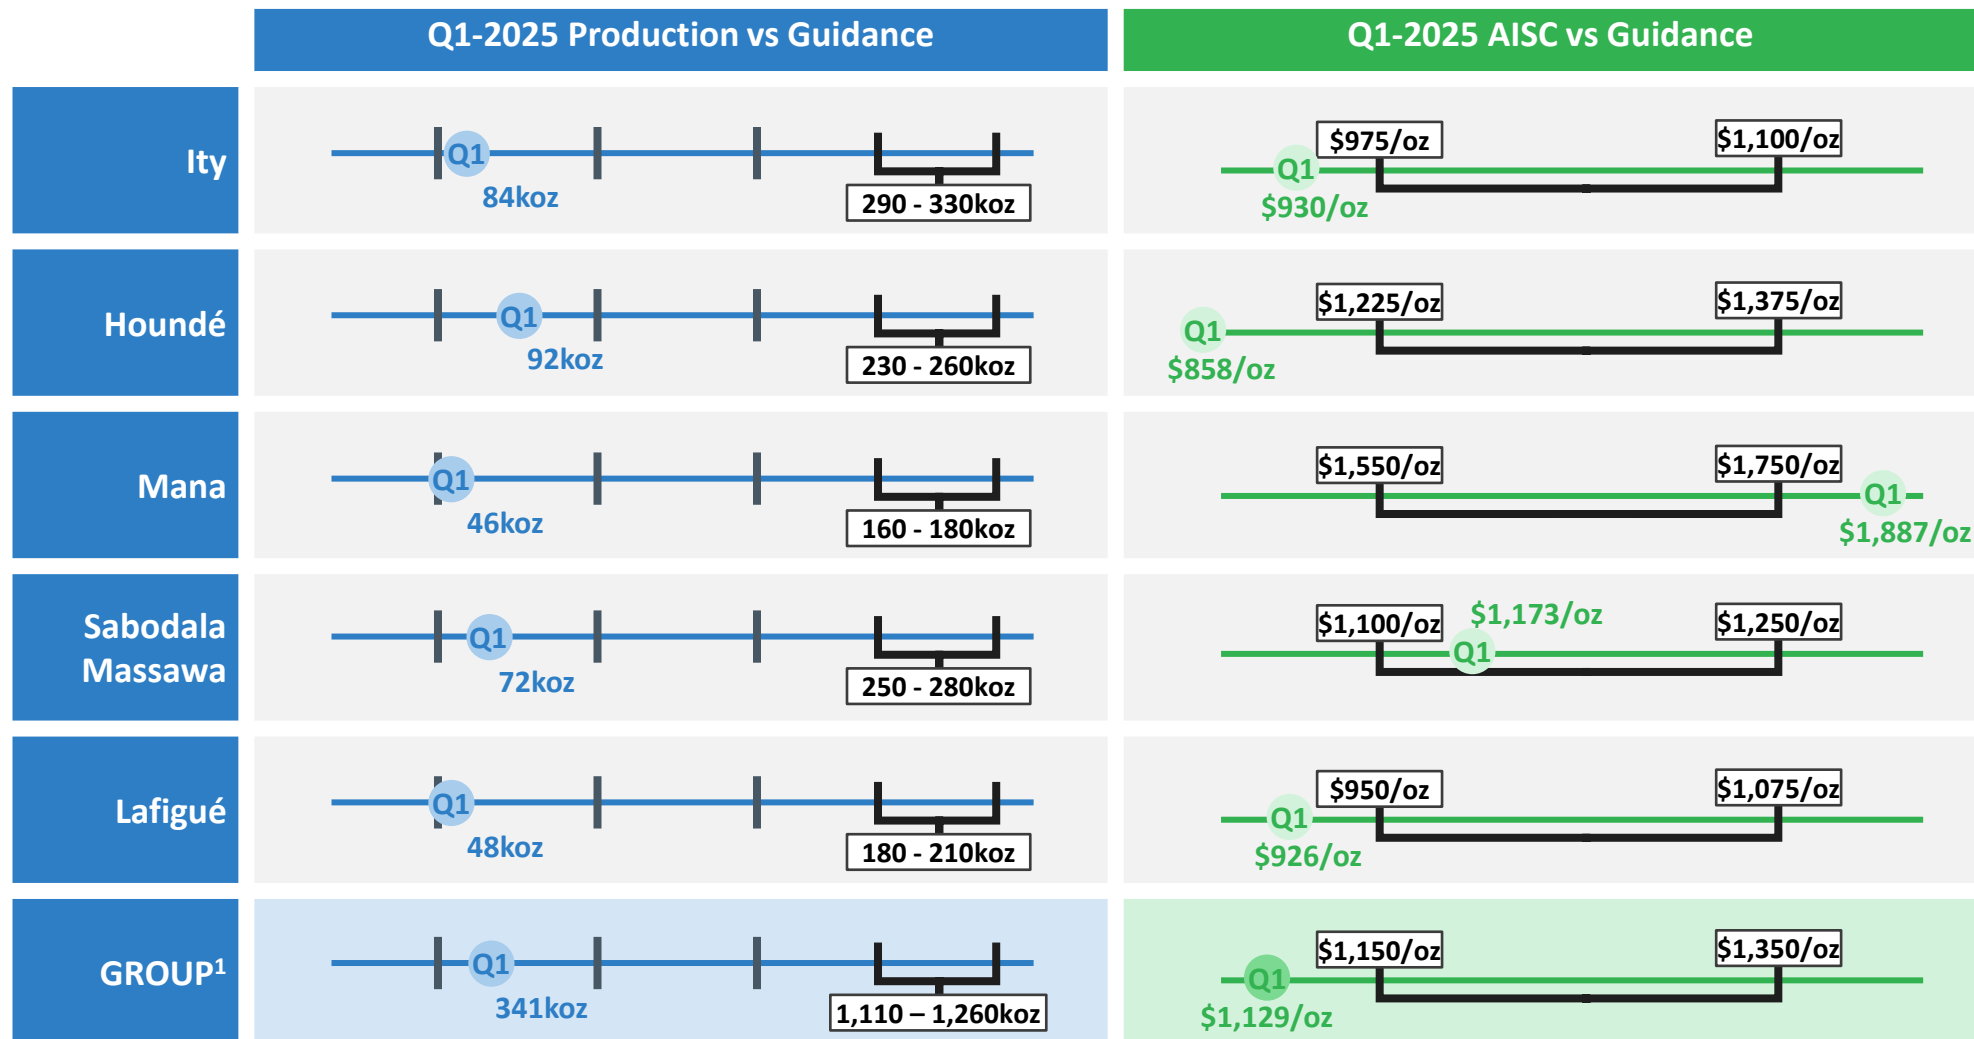 Q1-2025 Production vs Guidance
Q1-2025 AISC vs Guidance
Ity
Q1
84koz
290 - 330koz
Q1
$930/oz
$975/oz
$1,100/oz
Houndé
Q1
92koz
230 - 260koz
Q1
$858/oz
$1,225/oz
$1,375/oz
Mana
Q1
46koz
160 - 180koz
$1,550/oz
$1,750/oz
Q1
$1,887/oz
Sabodala
Massawa
Q1
72koz
250 - 280koz
$1,100/oz
Q1
$1,173/oz
$1,250/oz
Lafigué
Q1
48koz
180 - 210koz
Q1
$926/oz
$950/oz
$1,075/oz
GROUP¹
Q1
341koz
1,110 – 1,260koz
Q1
$1,129/oz
$1,150/oz
$1,350/oz